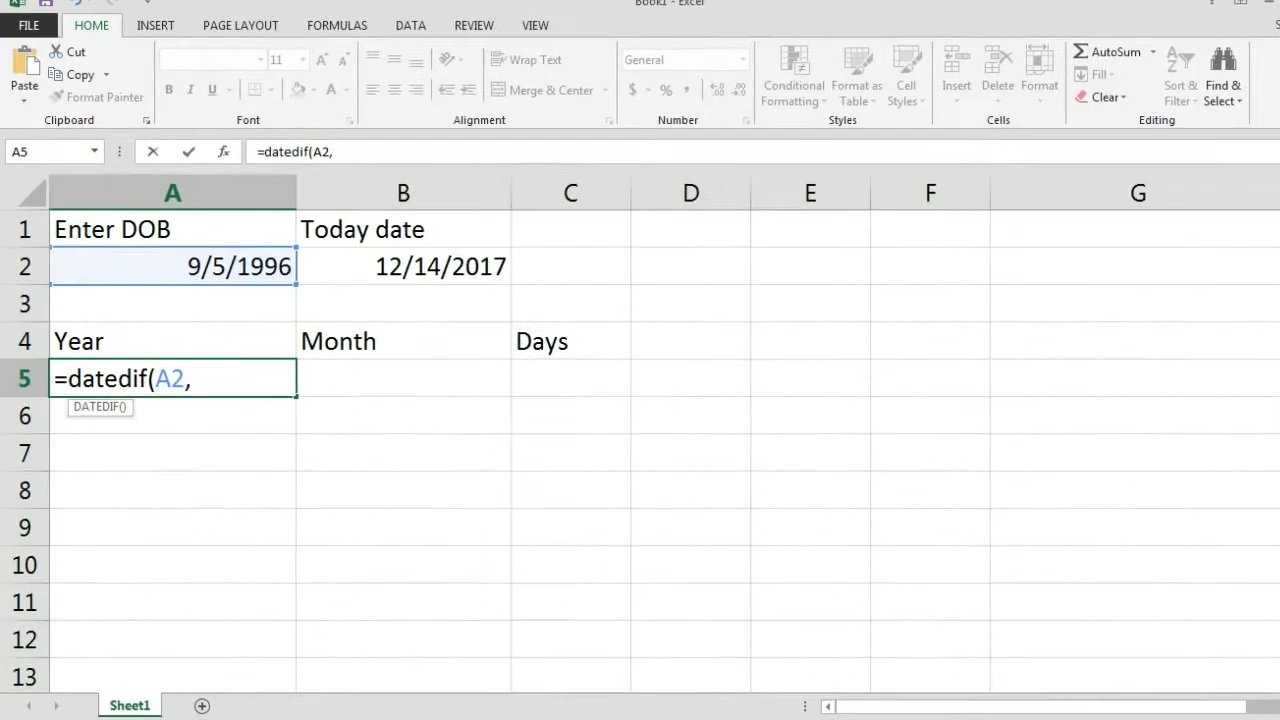 Book1 - Excel
FILE HOME INSERT PAGE LAYOUT FORMULAS DATA REVIEW VIEW
Paste Cut Copy Format Painter
11 B I U A A A
Wrap Text Merge & Center
General $ % ,
Conditional Formatting Format as Table Cell Styles
Insert Delete Format
AutoSum Fill Clear Sort & Filter Find & Select
Clipboard Font Alignment Number Styles Cells Editing
A5 fx =datedif(A2,
A B C D E F G
1 Enter DOB Today date
2 9/5/1996 12/14/2017
3
4 Year Month Days
5 =datedif(A2,
DATEDIF()
6
7
8
9
10
11
12
13
Sheet1